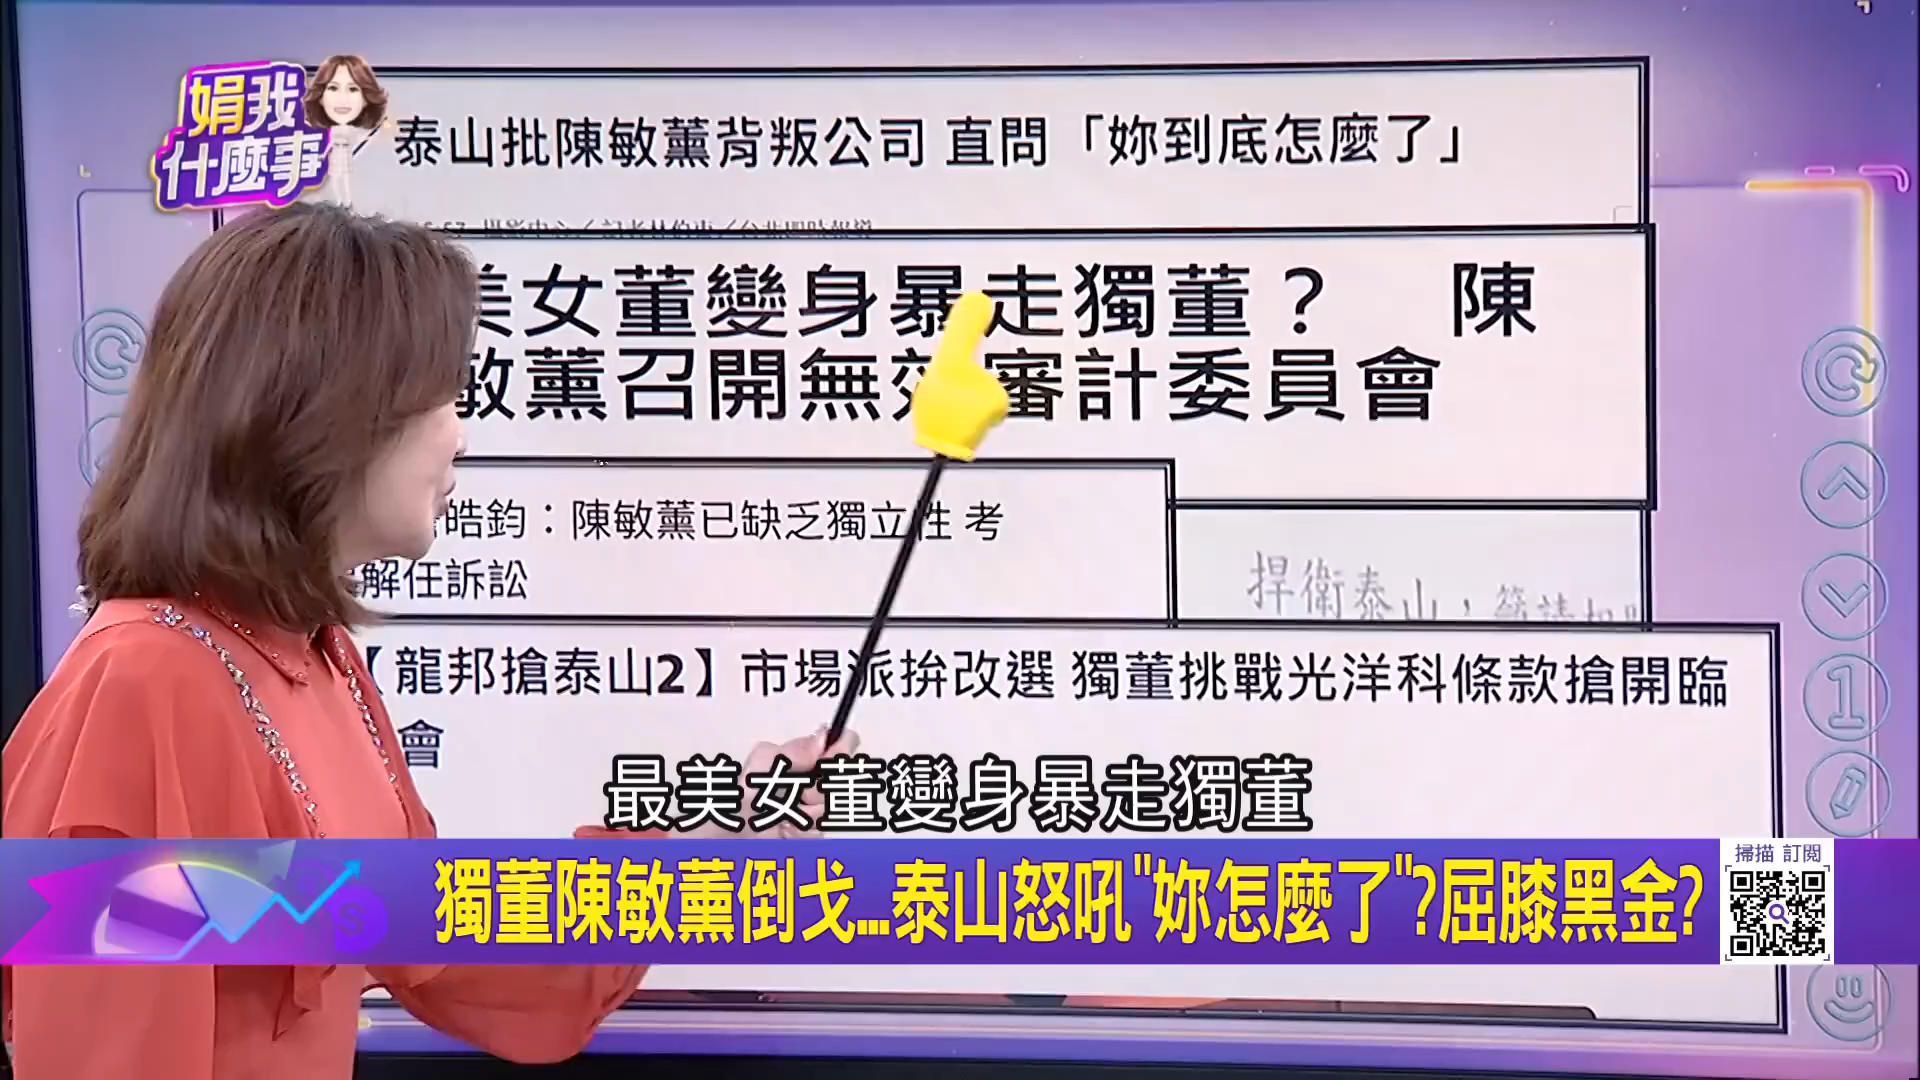 娟我
什麼事
泰山批陳敏薰背叛公司 直問「妳到底怎麼了」
美女董變身暴走獨董？ 陳
敏薰召開無效審計委員會
皓鈞：陳敏薰已缺乏獨立性 考
解任訴訟
捍衛泰山，
【龍邦搶泰山2】市場派拚改選 獨董挑戰光洋科條款搶開臨
會
1
最美女董變身暴走獨董
獨董陳敏薰倒戈...泰山怒吼"妳怎麼了"?屈膝黑金?
掃描 訂閱